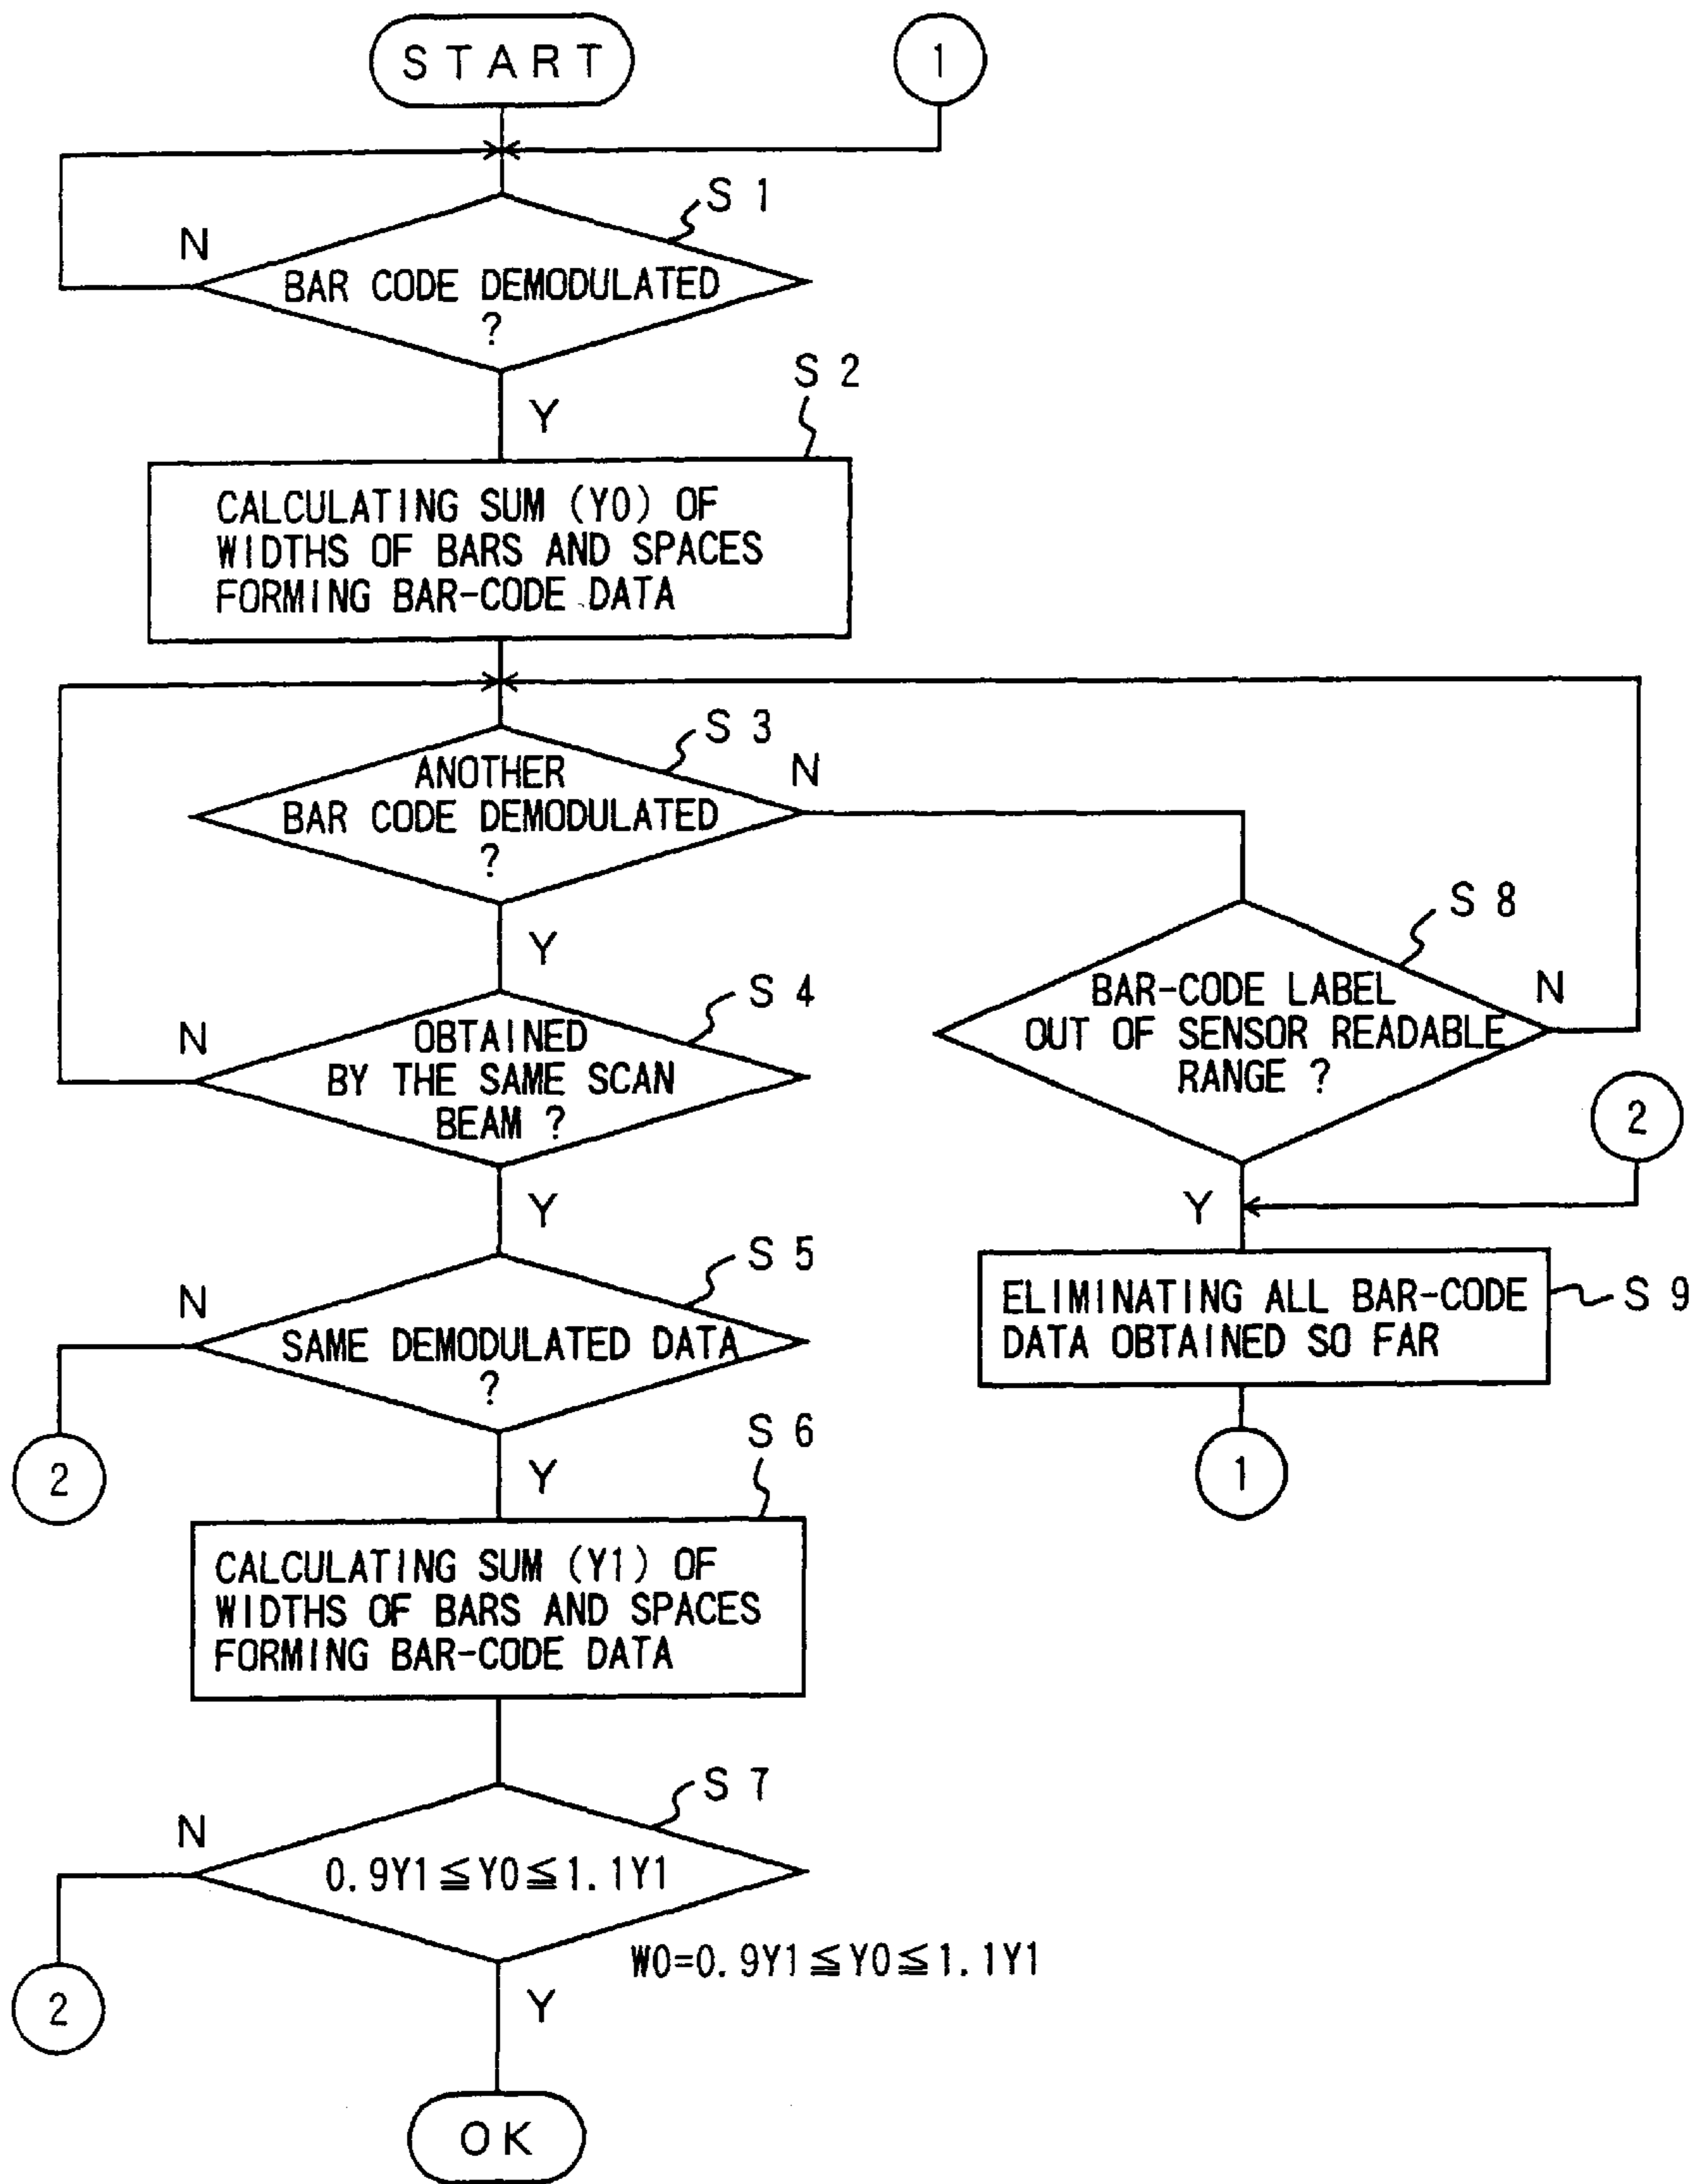 START
1
S 1
N
BAR CODE DEMODULATED
?
S 2
Y
CALCULATING SUM (Y0) OF
WIDTHS OF BARS AND SPACES
FORMING BAR-CODE DATA
S 3
N
ANOTHER
BAR CODE DEMODULATED
?
S 8
Y
BAR-CODE LABEL
OUT OF SENSOR READABLE
RANGE ?
N
S 4
N
OBTAINED
BY THE SAME SCAN
BEAM ?
2
Y
Y
S 5
N
ELIMINATING ALL BAR-CODE
DATA OBTAINED SO FAR
S 9
SAME DEMODULATED DATA
?
S 6
2
Y
1
CALCULATING SUM (Y1) OF
WIDTHS OF BARS AND SPACES
FORMING BAR-CODE DATA
S 7
N
0.9Y1≦Y0≦1.1Y1
W0=0.9Y1≦Y0≦1.1Y1
2
Y
OK